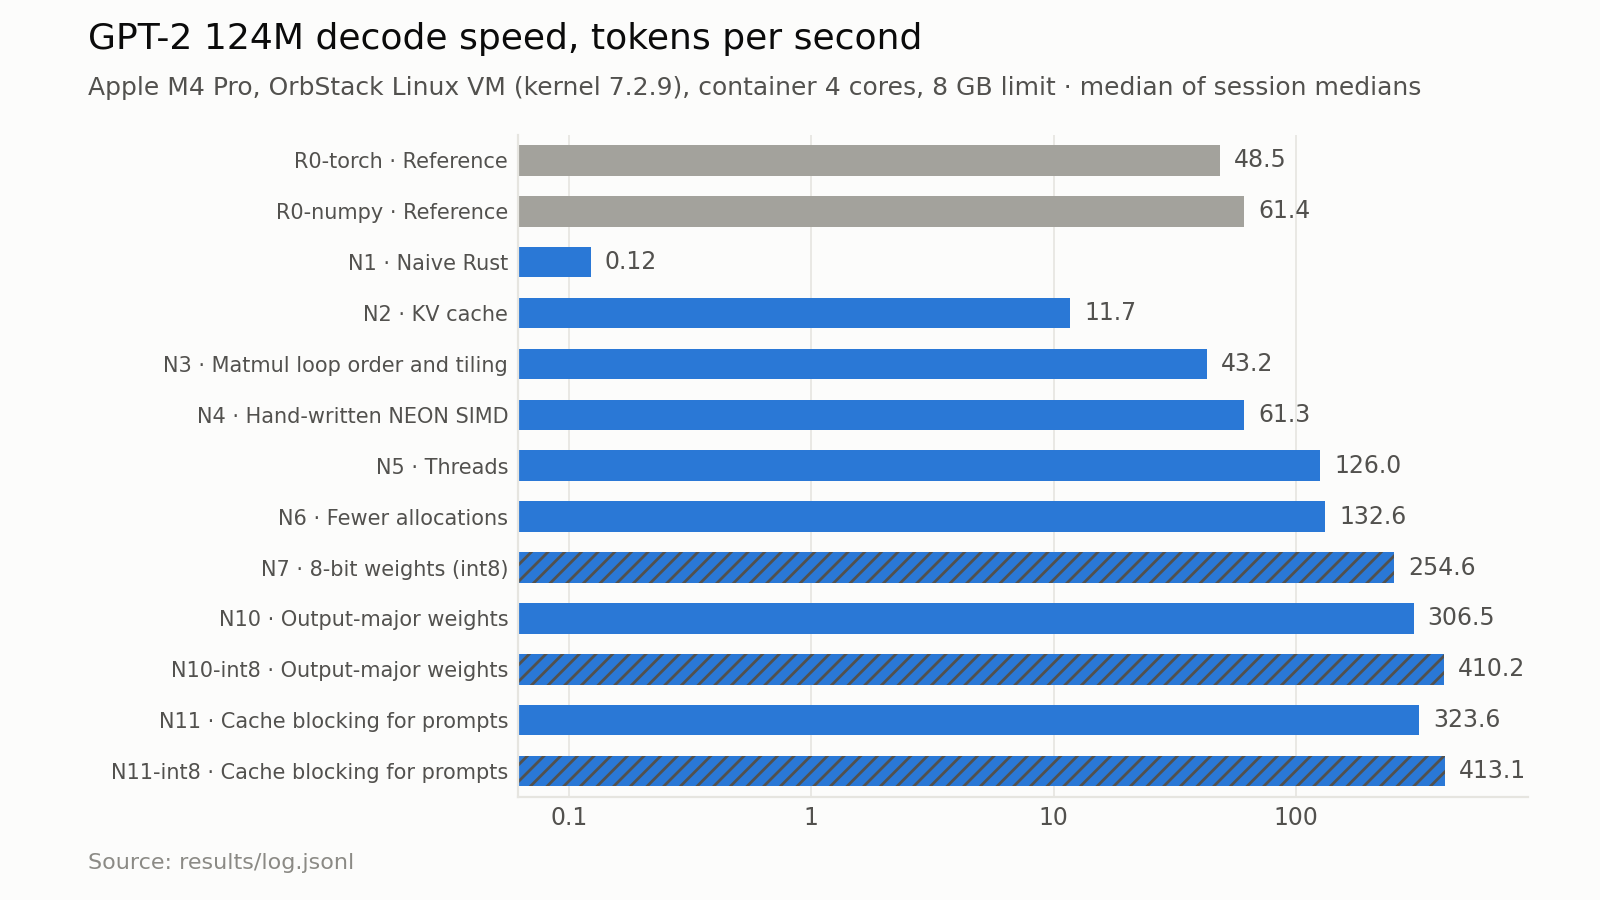 GPT-2 124M decode speed, tokens per second
Apple M4 Pro, OrbStack Linux VM (kernel 7.2.9), container 4 cores, 8 GB limit · median of session medians
R0-torch · Reference 48.5
R0-numpy · Reference 61.4
N1 · Naive Rust 0.12
N2 · KV cache 11.7
N3 · Matmul loop order and tiling 43.2
N4 · Hand-written NEON SIMD 61.3
N5 · Threads 126.0
N6 · Fewer allocations 132.6
N7 · 8-bit weights (int8) 254.6
N10 · Output-major weights 306.5
N10-int8 · Output-major weights 410.2
N11 · Cache blocking for prompts 323.6
N11-int8 · Cache blocking for prompts 413.1
0.1 1 10 100
Source: results/log.jsonl